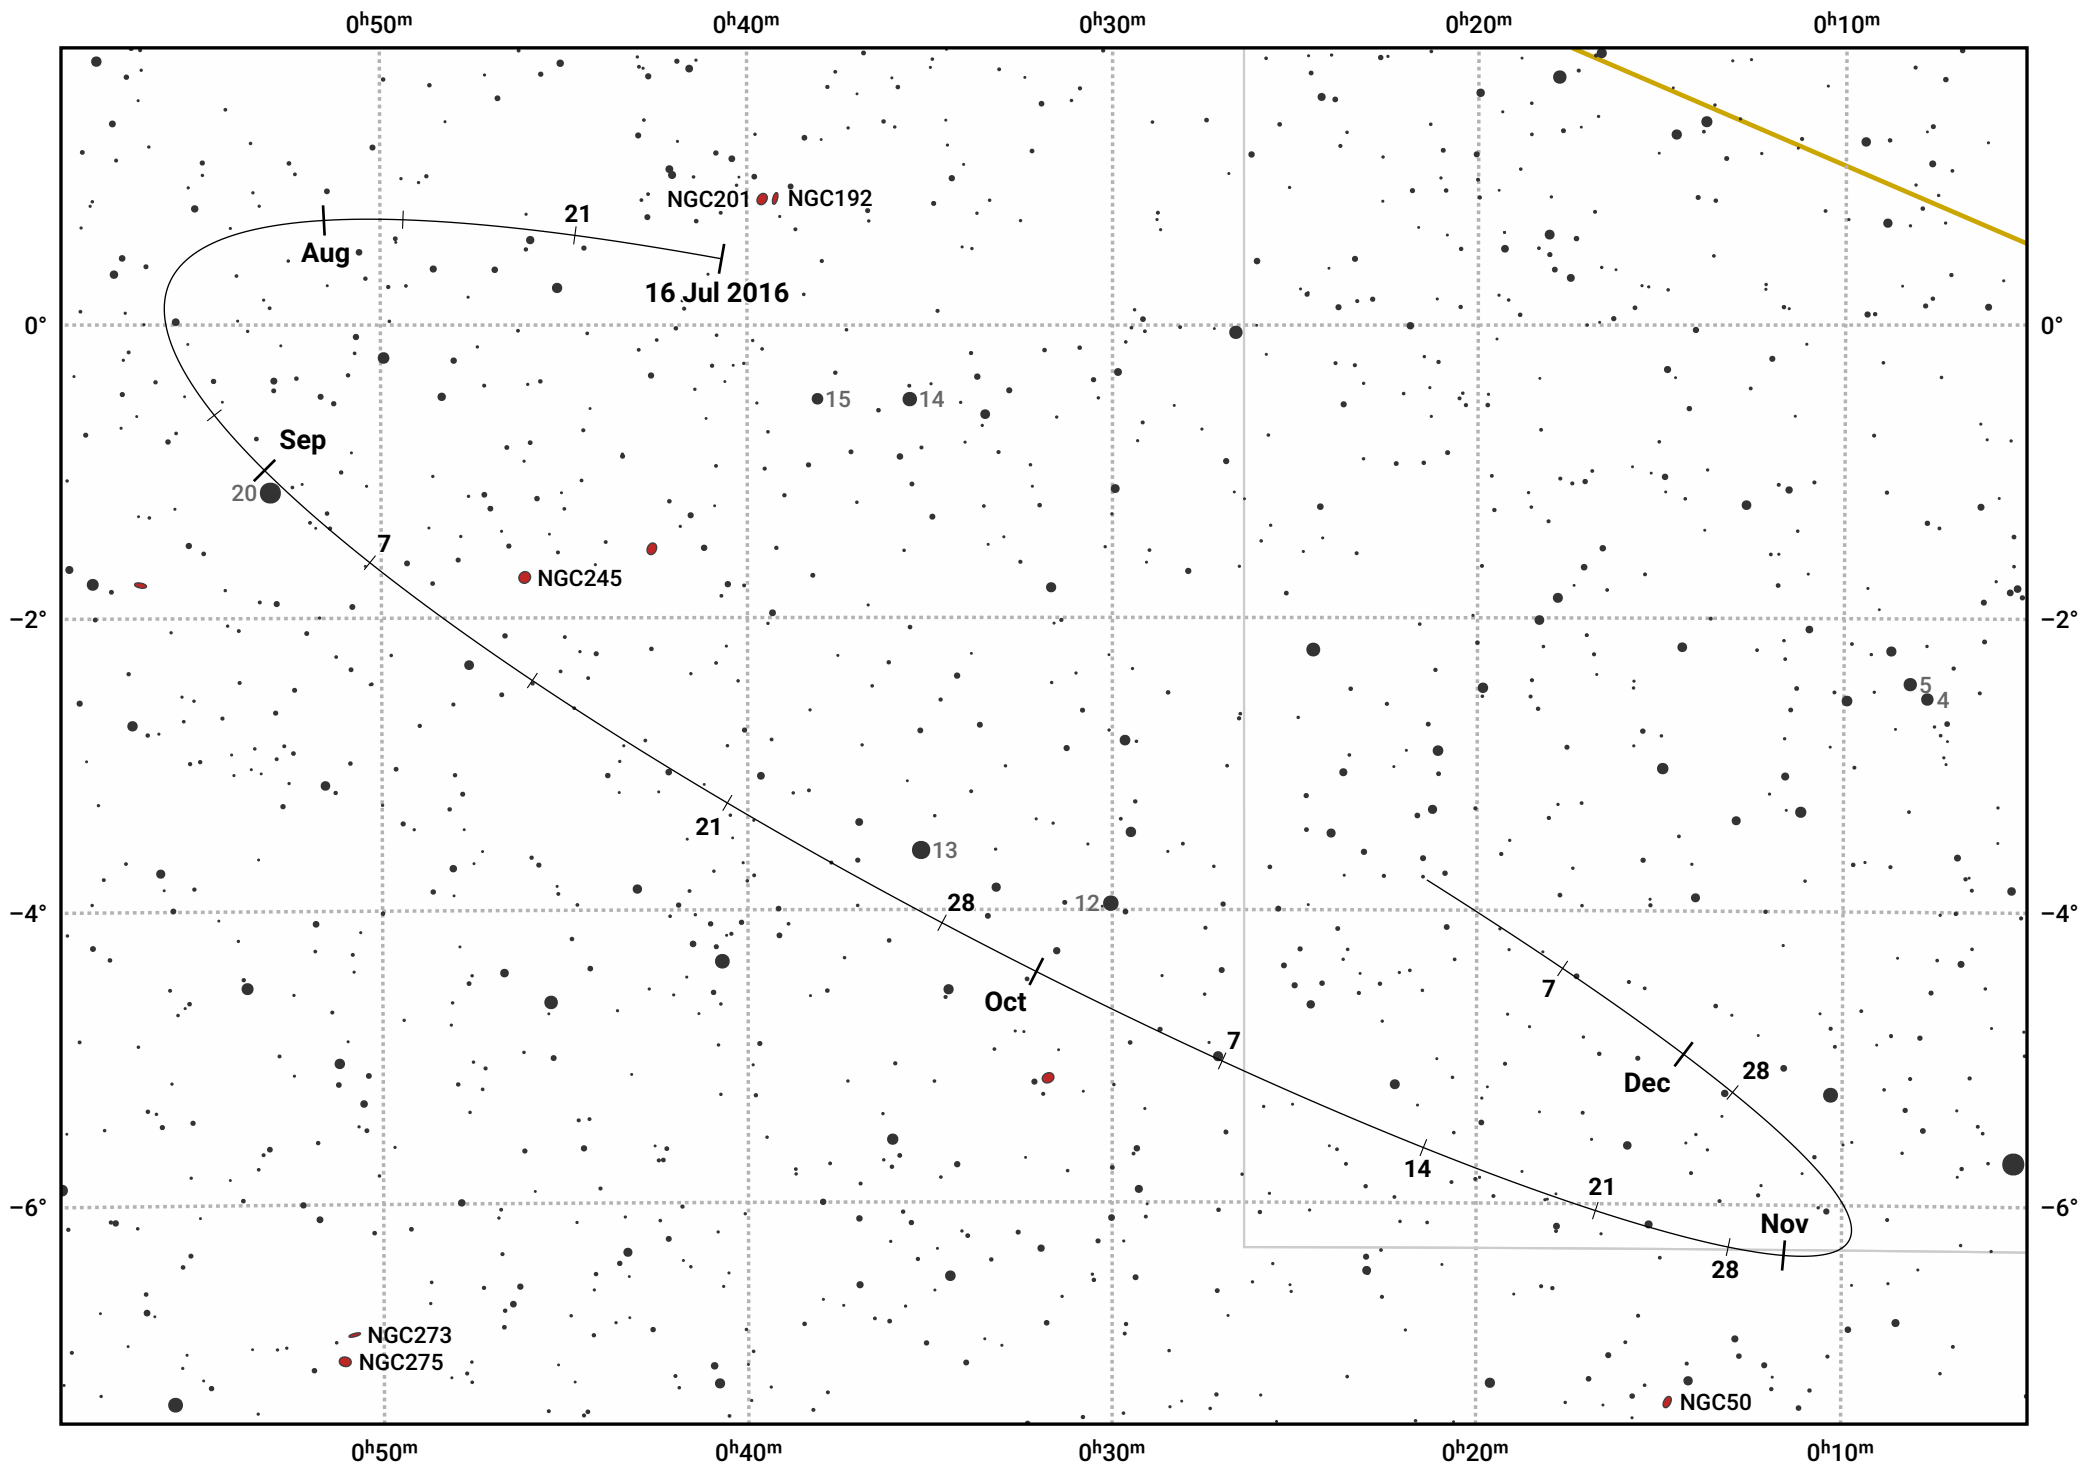 0ʰ50ᵐ 0ʰ40ᵐ 0ʰ30ᵐ 0ʰ20ᵐ 0ʰ10ᵐ
NGC201 NGC192
21
Aug
16 Jul 2016
0° 0°
15 14
Sep
20
7
NGC245
−2° −2°
5
4
21
13
28 12
−4° −4°
7
Oct
7
28
Dec
14
21
−6° −6°
Nov
28
NGC273
NGC275
NGC50
0ʰ50ᵐ 0ʰ40ᵐ 0ʰ30ᵐ 0ʰ20ᵐ 0ʰ10ᵐ